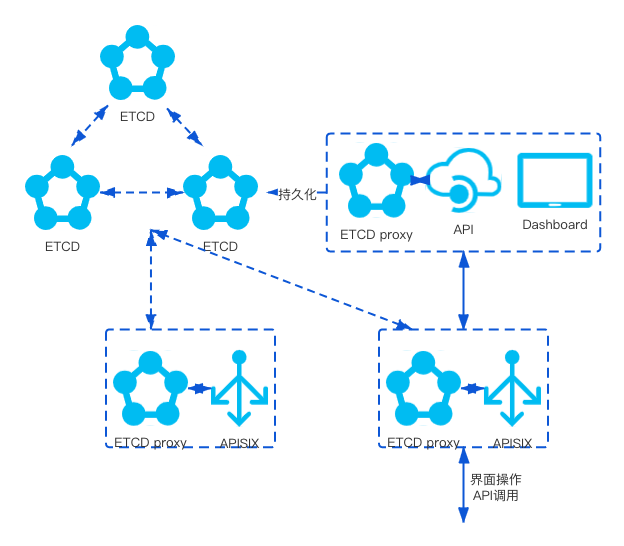 ETCD
ETCD
ETCD
持久化
ETCD proxy
API
Dashboard
ETCD proxy
APISIX
ETCD proxy
APISIX
界面操作
API调用